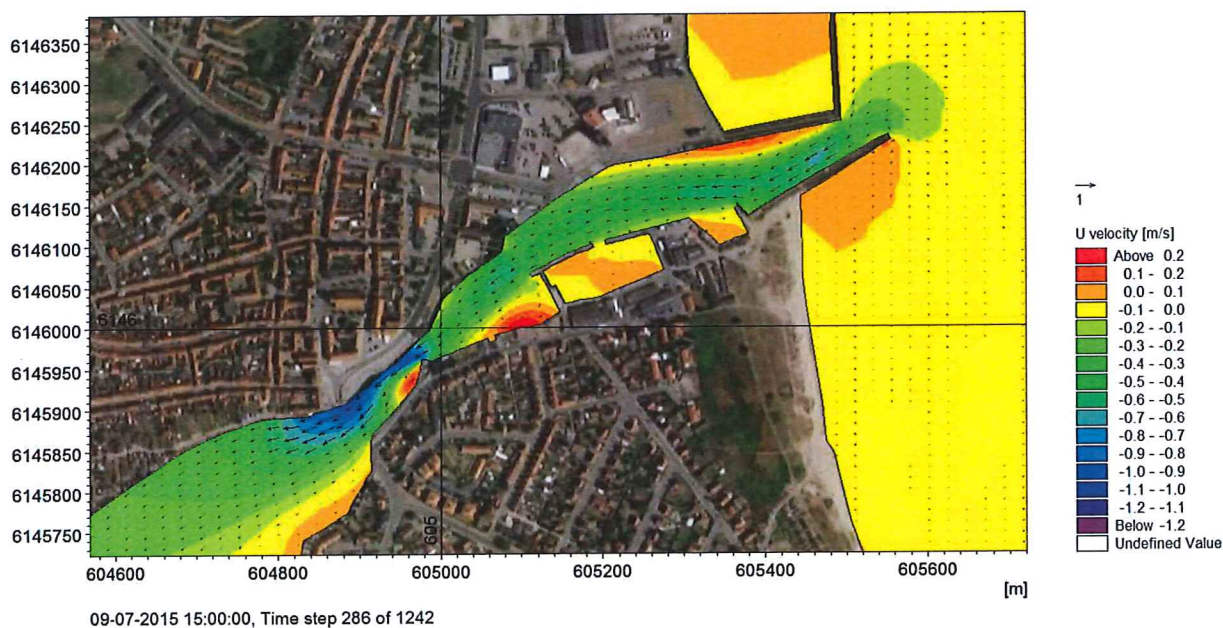 6146350
6146300
6146250
6146200
6146150
6146100
6146050
6146000
6145950
6145900
6145850
6145800
6145750
6146
605
604600 604800 605000 605200 605400 605600
[m]
1
U velocity [m/s]
Above 0.2
0.1 - 0.2
0.0 - 0.1
-0.1 - 0.0
-0.2 - -0.1
-0.3 - -0.2
-0.4 - -0.3
-0.5 - -0.4
-0.6 - -0.5
-0.7 - -0.6
-0.8 - -0.7
-0.9 - -0.8
-1.0 - -0.9
-1.1 - -1.0
-1.2 - -1.1
Below -1.2
Undefined Value
09-07-2015 15:00:00, Time step 286 of 1242